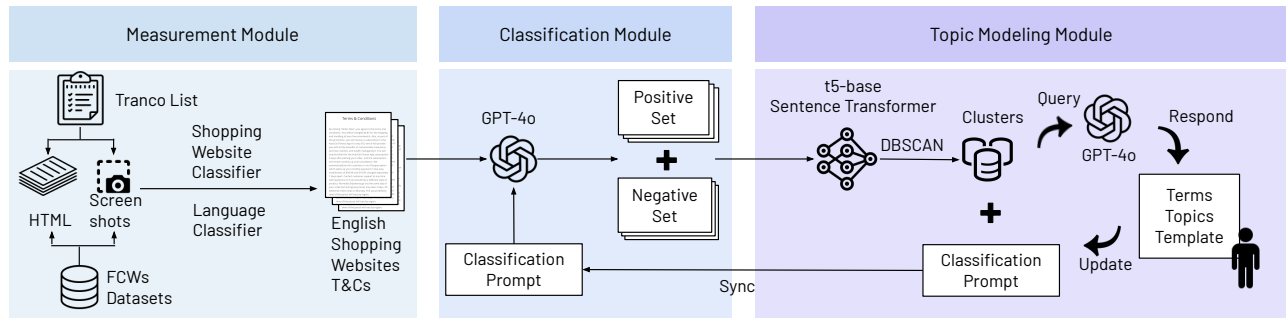 Measurement Module
Classification Module
Topic Modeling Module
Tranco List
HTML
Screen
shots
FCWs
Datasets
Shopping
Website
Classifier
Language
Classifier
Terms & Conditions
English
Shopping
Websites
T&Cs
GPT-4o
Classification
Prompt
Positive
Set
Negative
Set
Sync
t5-base
Sentence Transformer
DBSCAN
Clusters
Query
GPT-4o
Respond
Terms
Topics
Template
Update
Classification
Prompt